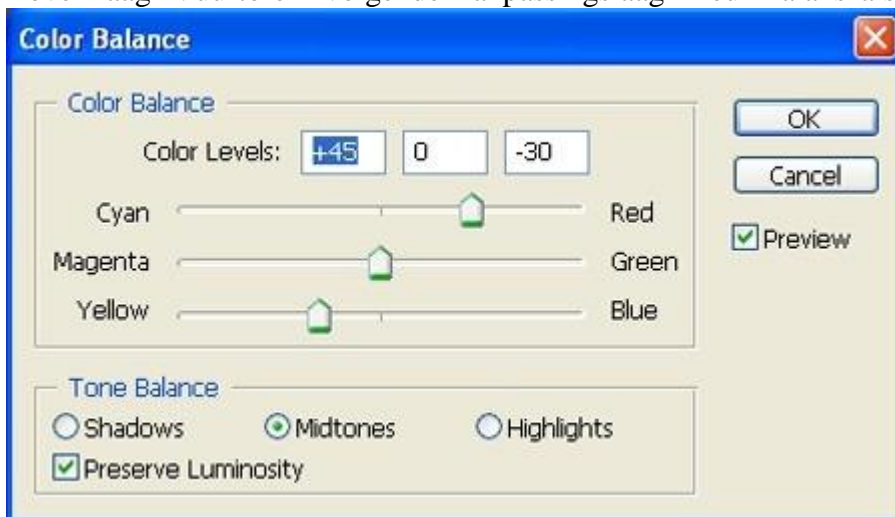 Color Balance
Color Balance
Color Levels: +45 0 -30
Cyan Red
Magenta Green
Yellow Blue
Tone Balance
Shadows Midtones Highlights
Preserve Luminosity
OK
Cancel
Preview